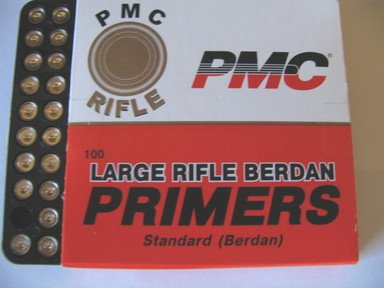 PMC
RIFLE
PMC®
100
LARGE RIFLE BERDAN
PRIMERS
Standard (Berdan)